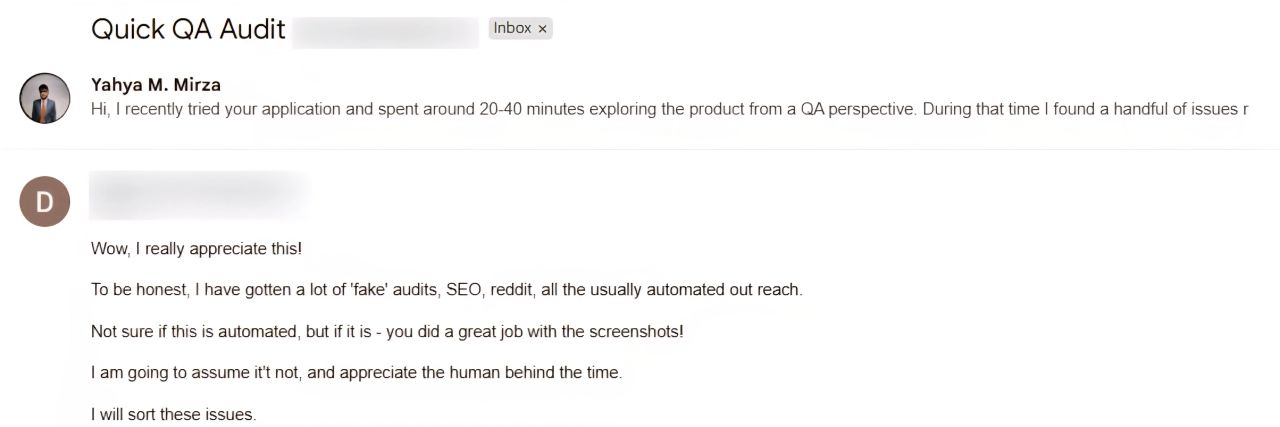 Quick QA Audit
Inbox ×
Yahya M. Mirza
Hi, I recently tried your application and spent around 20-40 minutes exploring the product from a QA perspective. During that time I found a handful of issues r
D
Wow, I really appreciate this!
To be honest, I have gotten a lot of 'fake' audits, SEO, reddit, all the usually automated out reach.
Not sure if this is automated, but if it is - you did a great job with the screenshots!
I am going to assume it't not, and appreciate the human behind the time.
I will sort these issues.